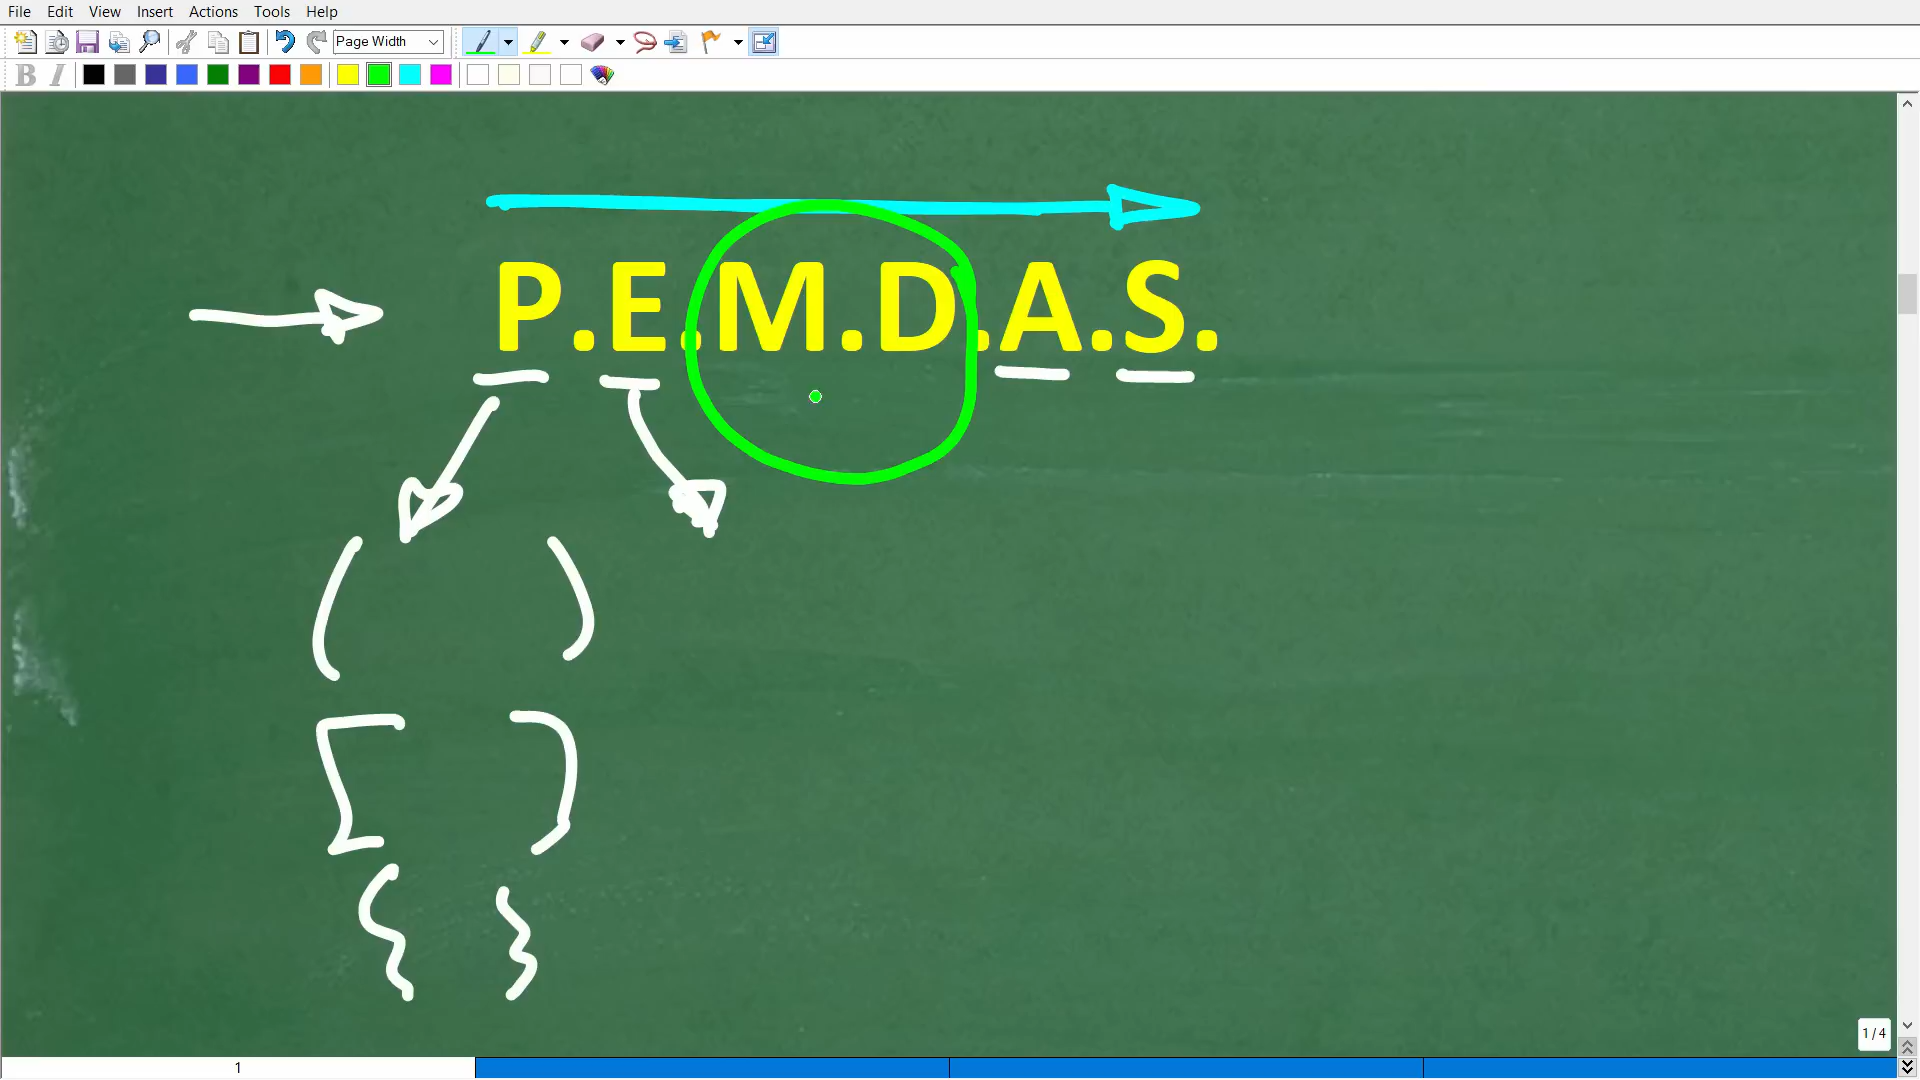 File Edit View Insert Actions Tools Help
Page Width
B I
P.E.M.D.A.S.
( )
[ ]
{ }
1 / 4
1